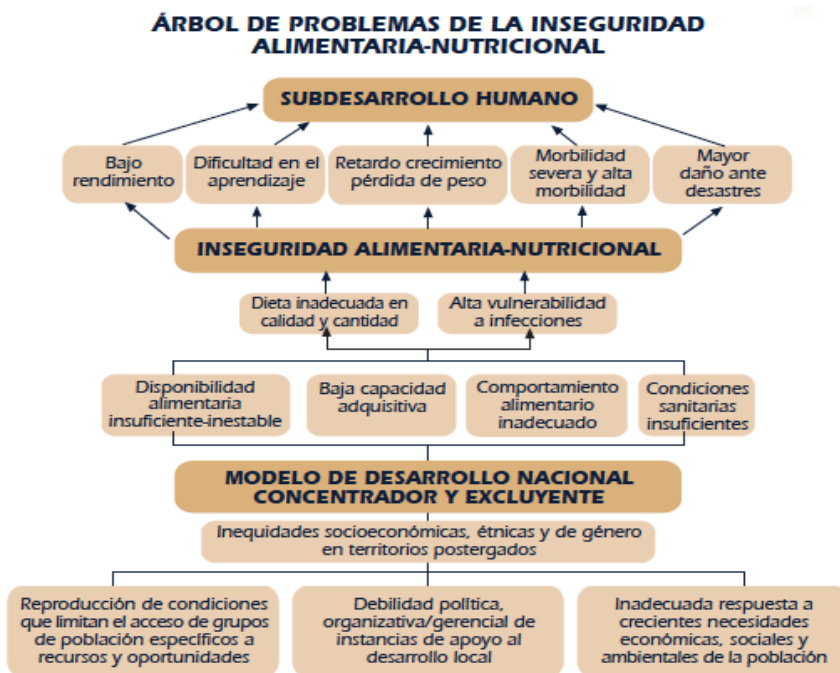 ÁRBOL DE PROBLEMAS DE LA INSEGURIDAD
ALIMENTARIA-NUTRICIONAL
SUBDESARROLLO HUMANO
Bajo
rendimiento
Dificultad en el
aprendizaje
Retardo crecimiento
pérdida de peso
Morbilidad
severa y alta
morbilidad
Mayor
daño ante
desastres
INSEGURIDAD ALIMENTARIA-NUTRICIONAL
Dieta inadecuada en
calidad y cantidad
Alta vulnerabilidad
a infecciones
Disponibilidad
alimentaria
insuficiente-inestable
Baja capacidad
adquisitiva
Comportamiento
alimentario
inadecuado
Condiciones
sanitarias
insuficientes
MODELO DE DESARROLLO NACIONAL
CONCENTRADOR Y EXCLUYENTE
Inequidades socioeconómicas, étnicas y de género
en territorios postergados
Reproducción de condiciones
que limitan el acceso de grupos
de población específicos a
recursos y oportunidades
Debilidad política,
organizativa/gerencial de
instancias de apoyo al
desarrollo local
Inadecuada respuesta a
crecientes necesidades
económicas, sociales y
ambientales de la población